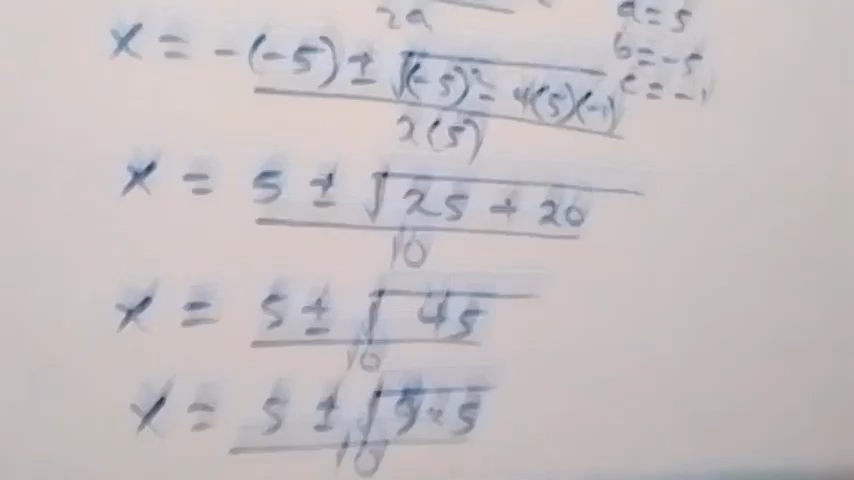 2a
a = 5
b = -5
c = -1
x = -(-5) ± √(-5)² - 4(5)(-1)
2(5)
x = 5 ± √25 + 20
10
x = 5 ± √45
10
x = 5 ± √9×5
10